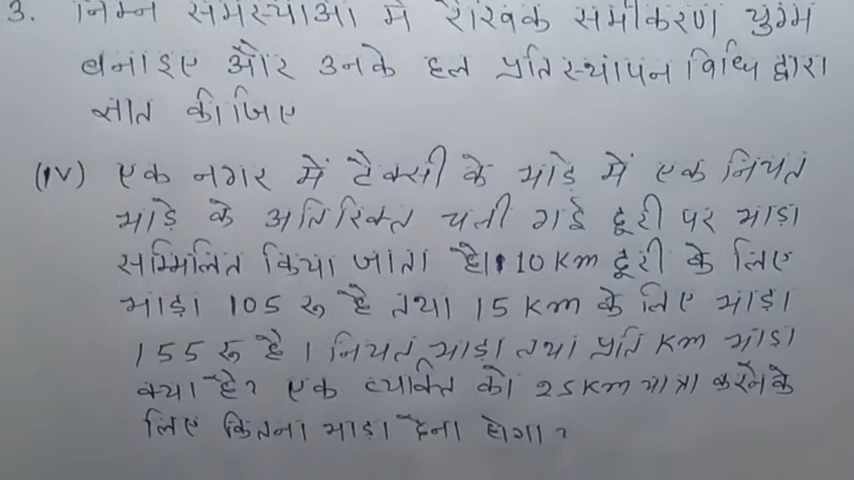 3. निम्न समस्याओं में रैखिक समीकरण युग्म
बनाइए और उनके हल प्रतिस्थापन विधि द्वारा
ज्ञात कीजिए
(IV) एक नगर में टैक्सी के भाड़े में एक नियत
भाड़े के अतिरिक्त चली गई दूरी पर भाड़ा
सम्मिलित किया जाता है। 10 Km दूरी के लिए
भाड़ा 105 रू है तथा 15 Km के लिए भाड़ा
155 रू है। नियत भाड़ा तथा प्रति Km भाड़ा
क्या है? एक व्यक्ति को 25 Km यात्रा करने के
लिए कितना भाड़ा देना होगा?